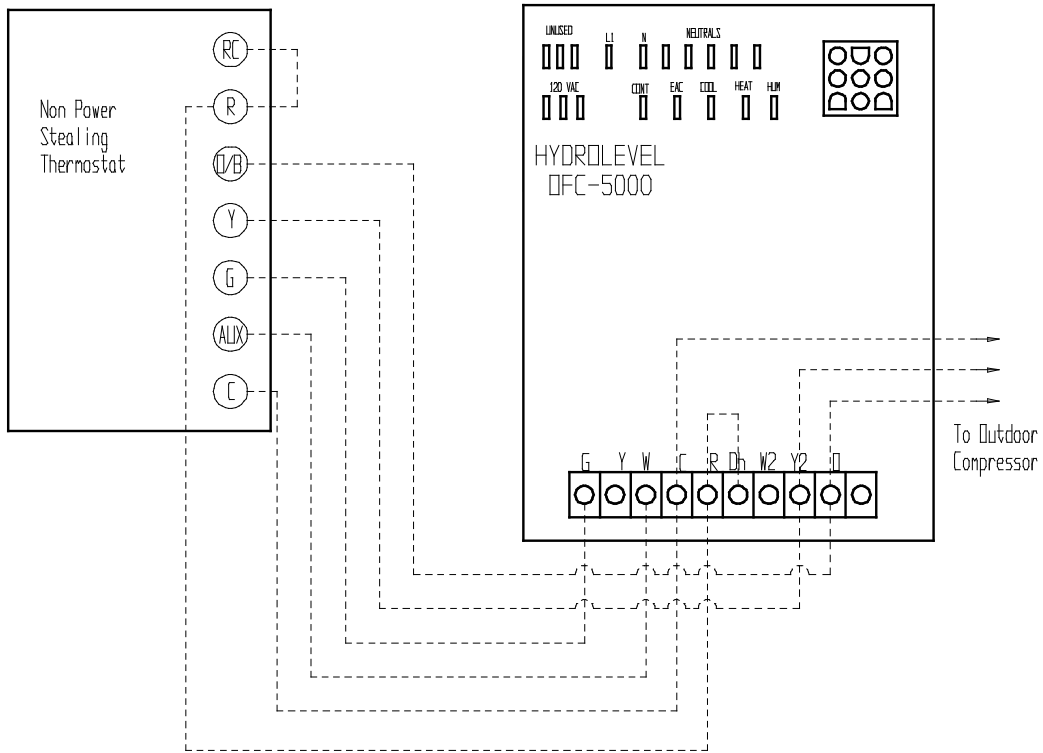 RC
R
O/B
Y
G
AUX
C
Non Power
Stealing
Thermostat
UNUSED
L1
N
NEUTRALS
120 VAC
CONT
EAC
COOL
HEAT
HUM
HYDROLEVEL
OFC-5000
G Y W C R Dh W2 Y2 O
To Outdoor
Compressor